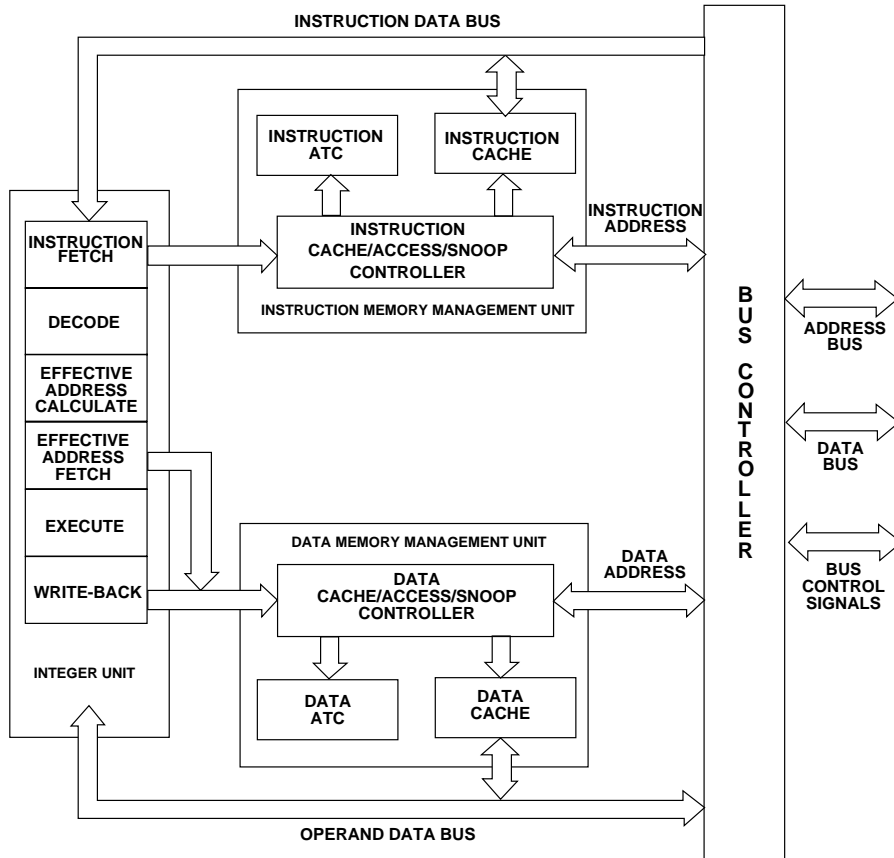 INSTRUCTION DATA BUS
INSTRUCTION
ATC
INSTRUCTION
CACHE
INSTRUCTION
FETCH
DECODE
EFFECTIVE
ADDRESS
CALCULATE
EFFECTIVE
ADDRESS
FETCH
EXECUTE
WRITE-BACK
INTEGER UNIT
INSTRUCTION
CACHE/ACCESS/SNOOP
CONTROLLER
INSTRUCTION MEMORY MANAGEMENT UNIT
INSTRUCTION
ADDRESS
DATA MEMORY MANAGEMENT UNIT
DATA
CACHE/ACCESS/SNOOP
CONTROLLER
DATA
ADDRESS
DATA
ATC
DATA
CACHE
OPERAND DATA BUS
BUS CONTROLLER
ADDRESS
BUS
DATA
BUS
BUS
CONTROL
SIGNALS